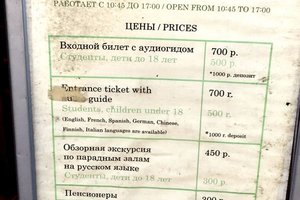 РАБОТАЕТ С 10:45 ДО 17:00 / OPEN FROM 10:45 TO 17:00
ЦЕНЫ / PRICES
Входной билет с аудиогидом 700 р.
Студенты, дети до 18 лет 500 р.
*1000 р. депозит
Entrance ticket with 700 r.
guide
Students, children under 18 500 r.
(English, French, Spanish, German, Chinese,
Finnish, Italian languages are available) *1000 r. deposit
Обзорная экскурсия 450 р.
по парадным залам
на русском языке
Студенты, дети до 18 лет 300 р.
Пенсионеры 300 р.